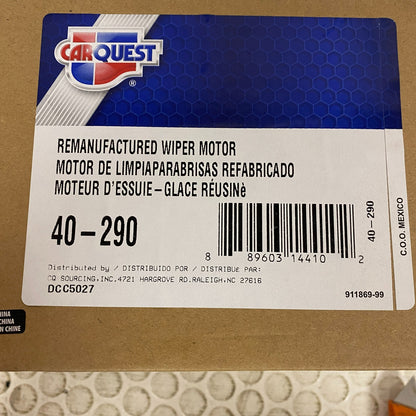 CARQUEST
®
REMANUFACTURED WIPER MOTOR
MOTOR DE LIMPIAPARABRISAS REFABRICADO
MOTEUR D'ESSUIE-GLACE RÉUSINè
40-290
8 89603 14410 2
40-290
C.O.O. MEXICO
Distributed by / DISTRIBUIDO POR / DISTRIBUE PAR:
CQ SOURCING,INC.4721 HARGROVE RD.RALEIGH,NC 27616
DCC5027
911869-99
CHINA
CHINA
EN CHINE